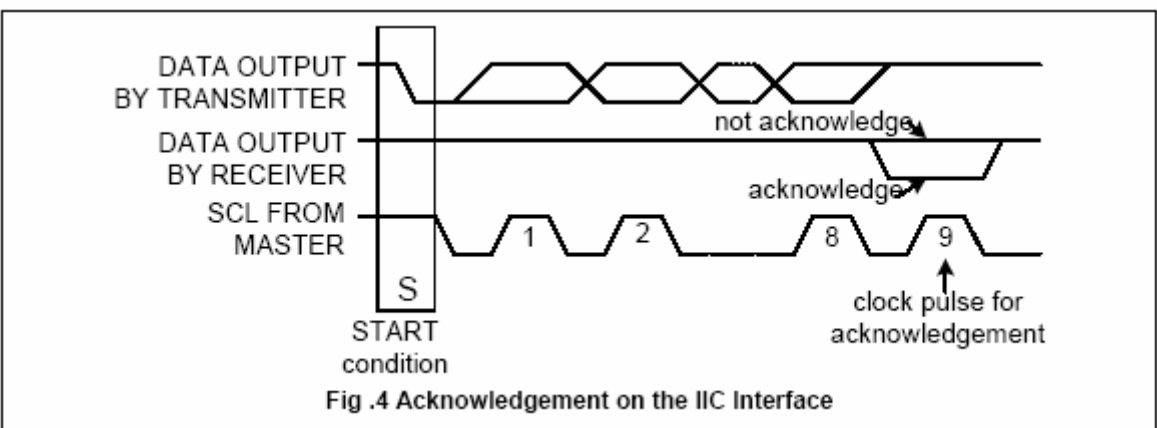 DATA OUTPUT
BY TRANSMITTER
not acknowledge
DATA OUTPUT
BY RECEIVER
acknowledge
SCL FROM
MASTER
1
2
8
9
S
START
condition
clock pulse for
acknowledgement
Fig .4 Acknowledgement on the IIC Interface